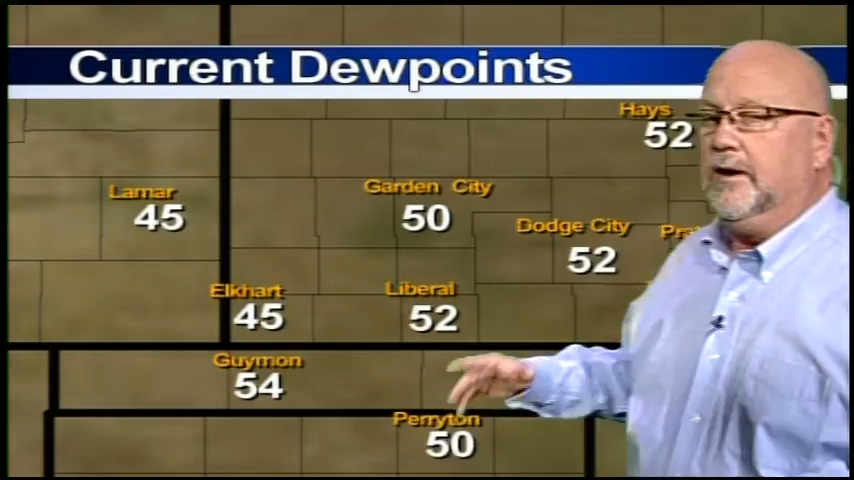 Current Dewpoints
Hays
52
Lamar
45
Garden City
50
Dodge City
52
Elkhart
45
Liberal
52
Guymon
54
Perryton
50